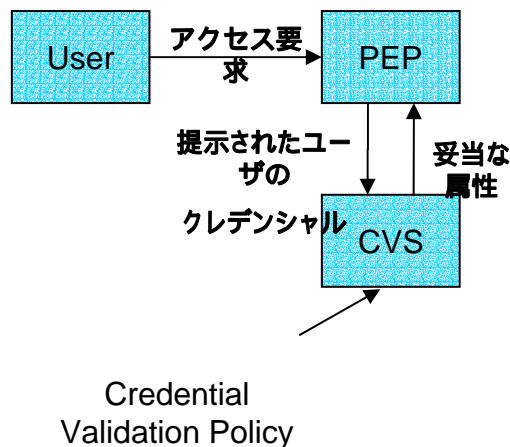 User
アクセス要
求
PEP
提示されたユー
ザの
クレデンシャル
妥当な
属性
CVS
Credential
Validation Policy